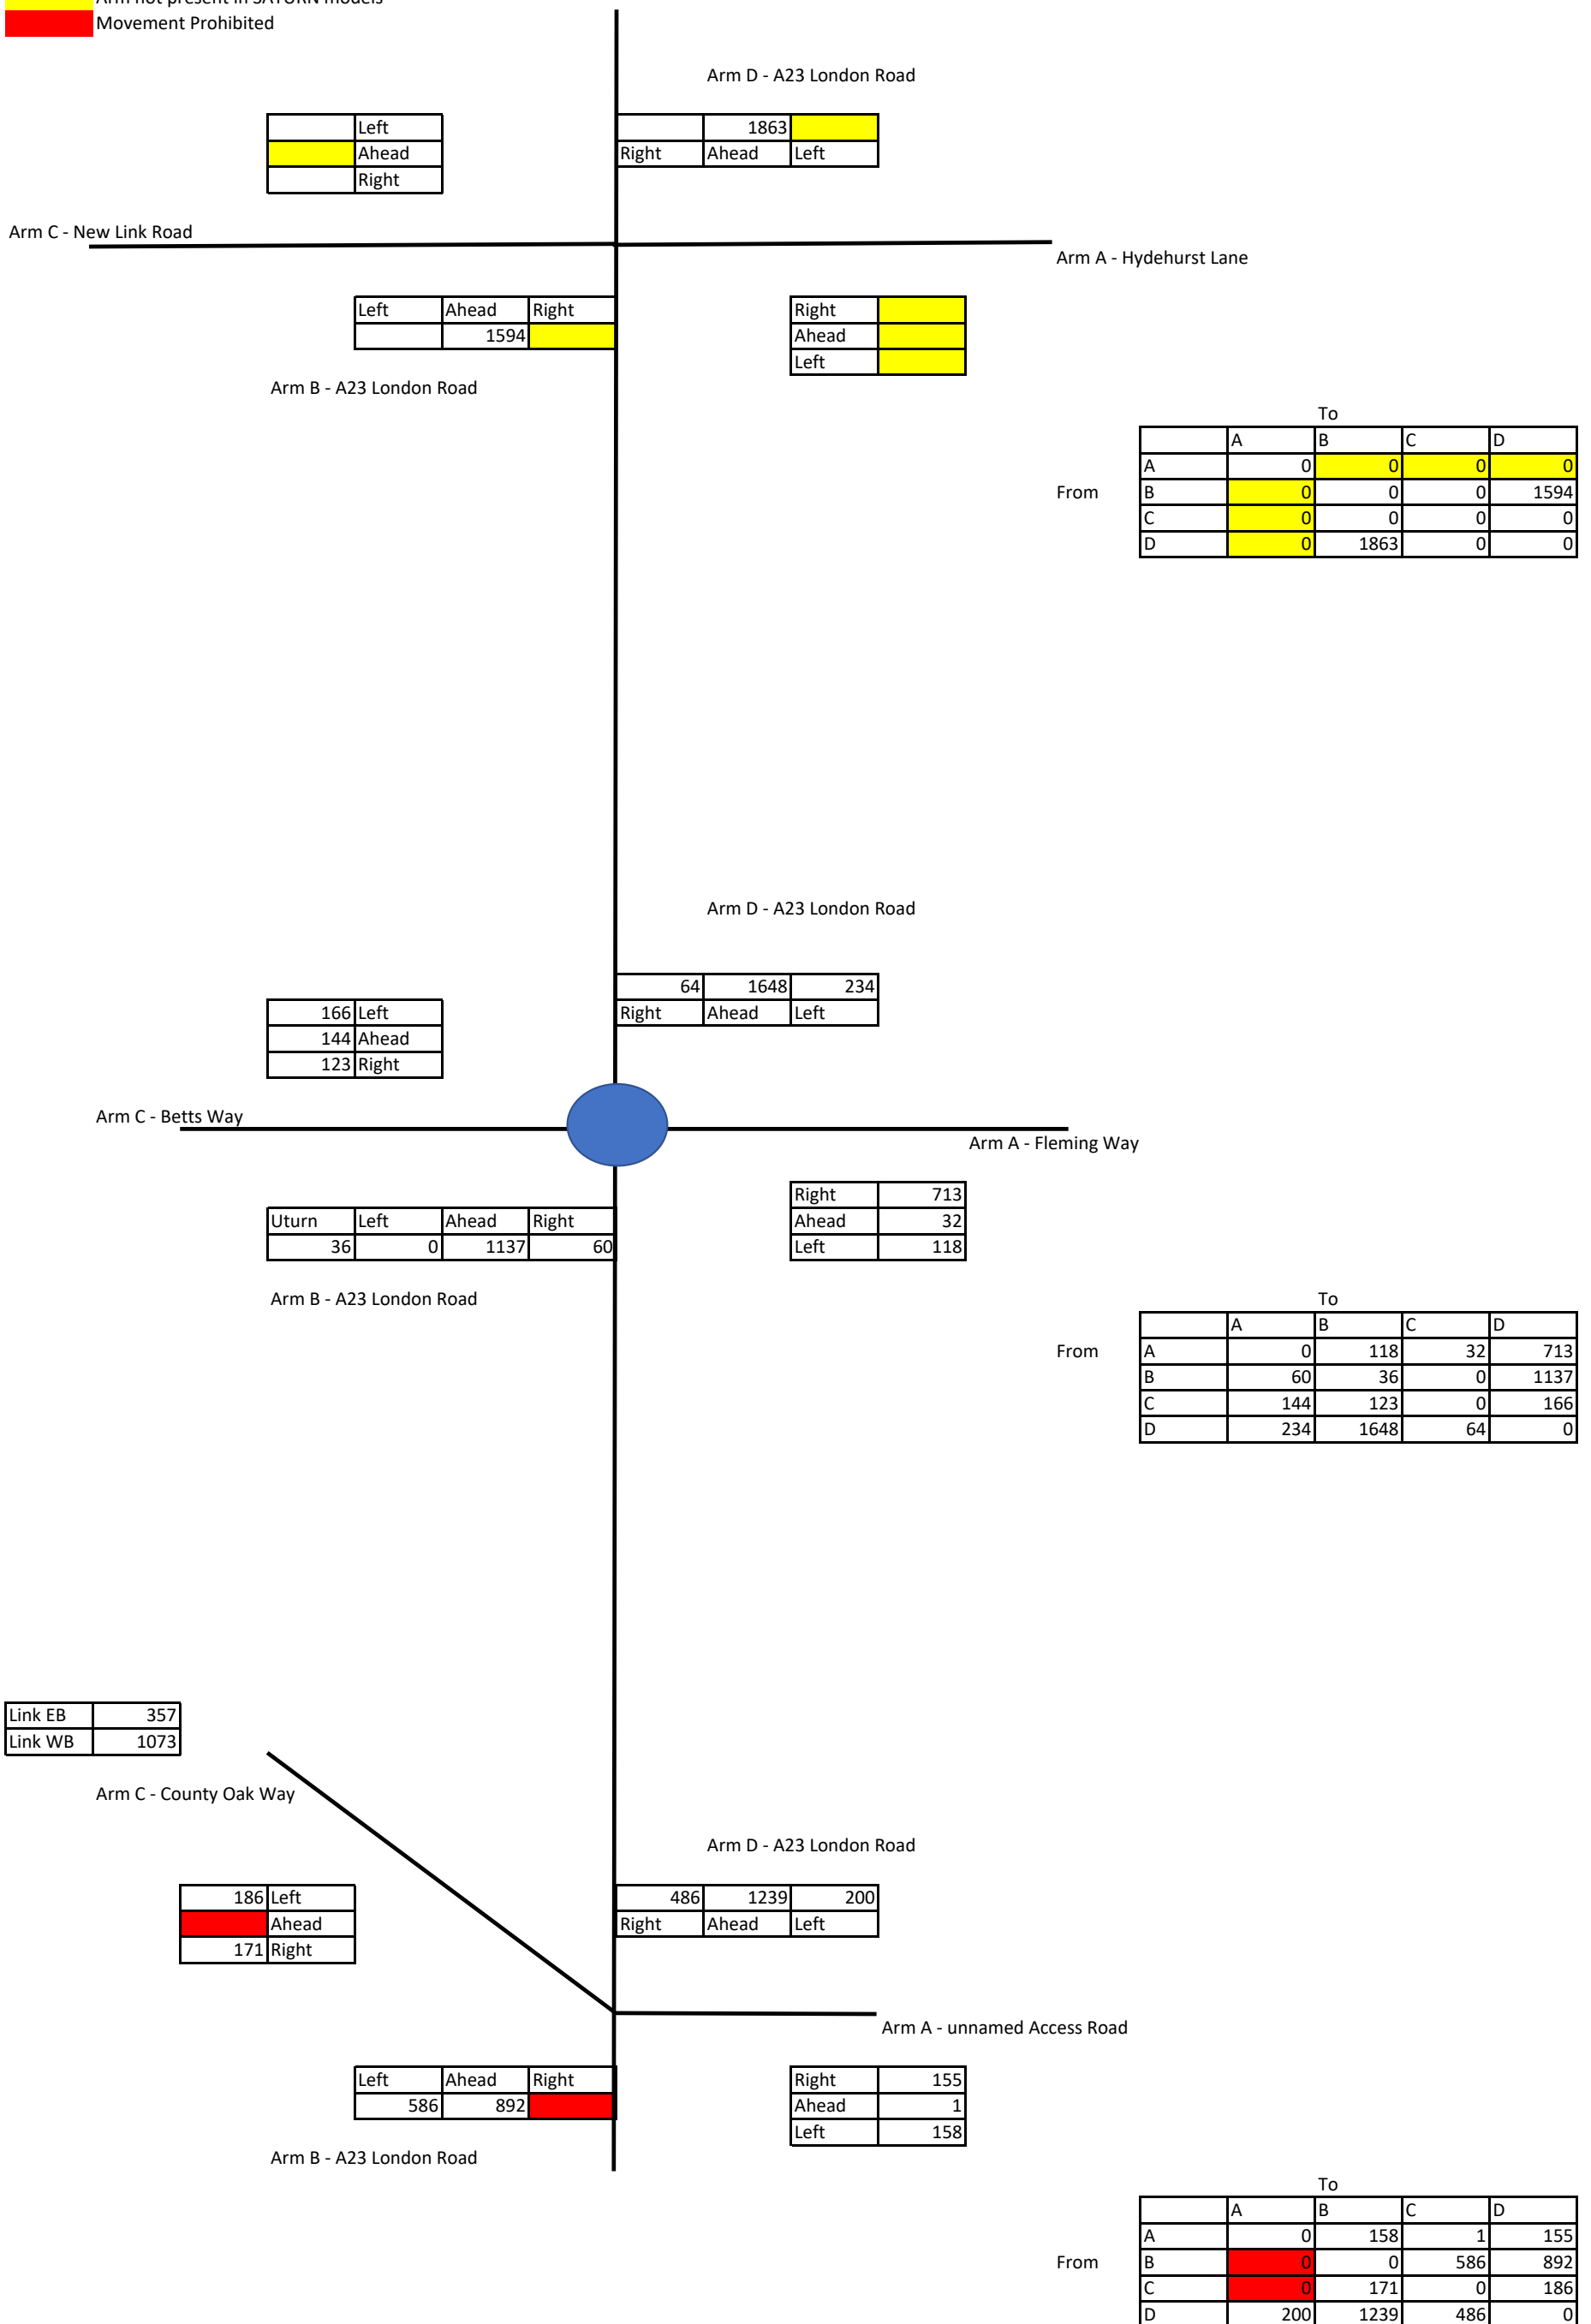 Arm not present in SATURN models
Movement Prohibited
Arm D - A23 London Road
Left
Ahead
Right
1863
Right Ahead Left
Arm C - New Link Road
Arm A - Hydehurst Lane
Left Ahead Right
1594
Right
Ahead
Left
Arm B - A23 London Road
To
A B C D
A 0 0 0 0
From B 0 0 0 1594
C 0 0 0 0
D 0 1863 0 0
Arm D - A23 London Road
64 1648 234
Right Ahead Left
166 Left
144 Ahead
123 Right
Arm C - Betts Way
Arm A - Fleming Way
Uturn Left Ahead Right
36 0 1137 60
Right 713
Ahead 32
Left 118
Arm B - A23 London Road
To
A B C D
From A 0 118 32 713
B 60 36 0 1137
C 144 123 0 166
D 234 1648 64 0
Link EB 357
Link WB 1073
Arm C - County Oak Way
Arm D - A23 London Road
186 Left
Ahead
171 Right
486 1239 200
Right Ahead Left
Arm A - unnamed Access Road
Left Ahead Right
586 892
Right 155
Ahead 1
Left 158
Arm B - A23 London Road
To
A B C D
A 0 158 1 155
From B 0 0 586 892
C 0 171 0 186
D 200 1239 486 0